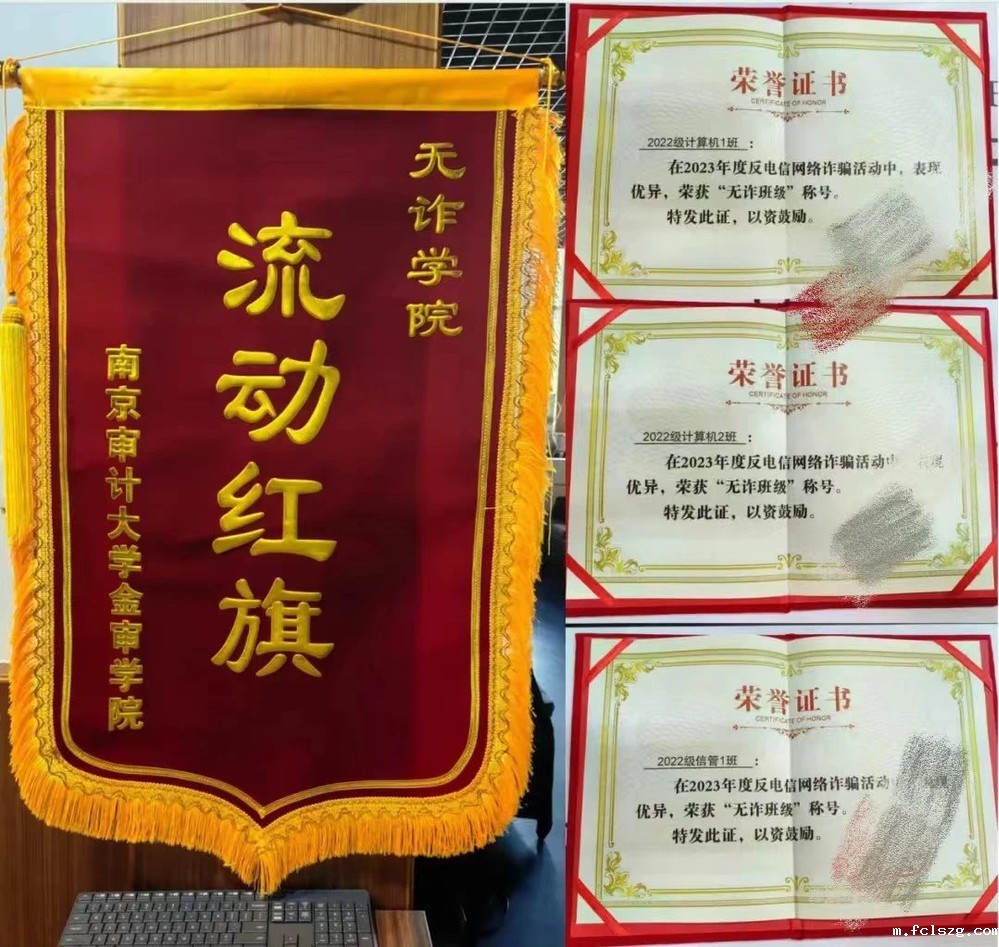 无诈学院
流动红旗
南京审计大学金审学院
荣誉证书
CERTIFICATE OF HONOR
2022级计算机1班 :
在2023年度反电信网络诈骗活动中，表现
优异，荣获“无诈班级”称号。
特发此证，以资鼓励。
荣誉证书
CERTIFICATE OF HONOR
2022级计算机2班 :
在2023年度反电信网络诈骗活动中 表现
优异，荣获“无诈班级”称号。
特发此证，以资鼓励。
荣誉证书
CERTIFICATE OF HONOR
2022级信管1班 :
在2023年度反电信网络诈骗活动
优异，荣获“无诈班级”称号。
特发此证，以资鼓励。
m.fclszg.com